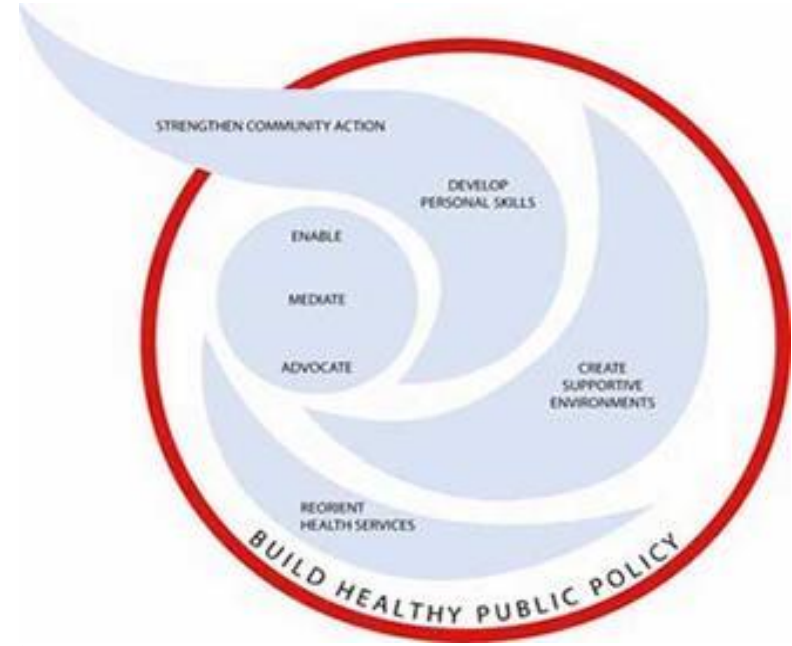 STRENGTHEN COMMUNITY ACTION
DEVELOP
PERSONAL SKILLS
ENABLE
MEDIATE
ADVOCATE
CREATE
SUPPORTIVE
ENVIRONMENTS
REORIENT
HEALTH SERVICES
BUILD HEALTHY PUBLIC POLICY